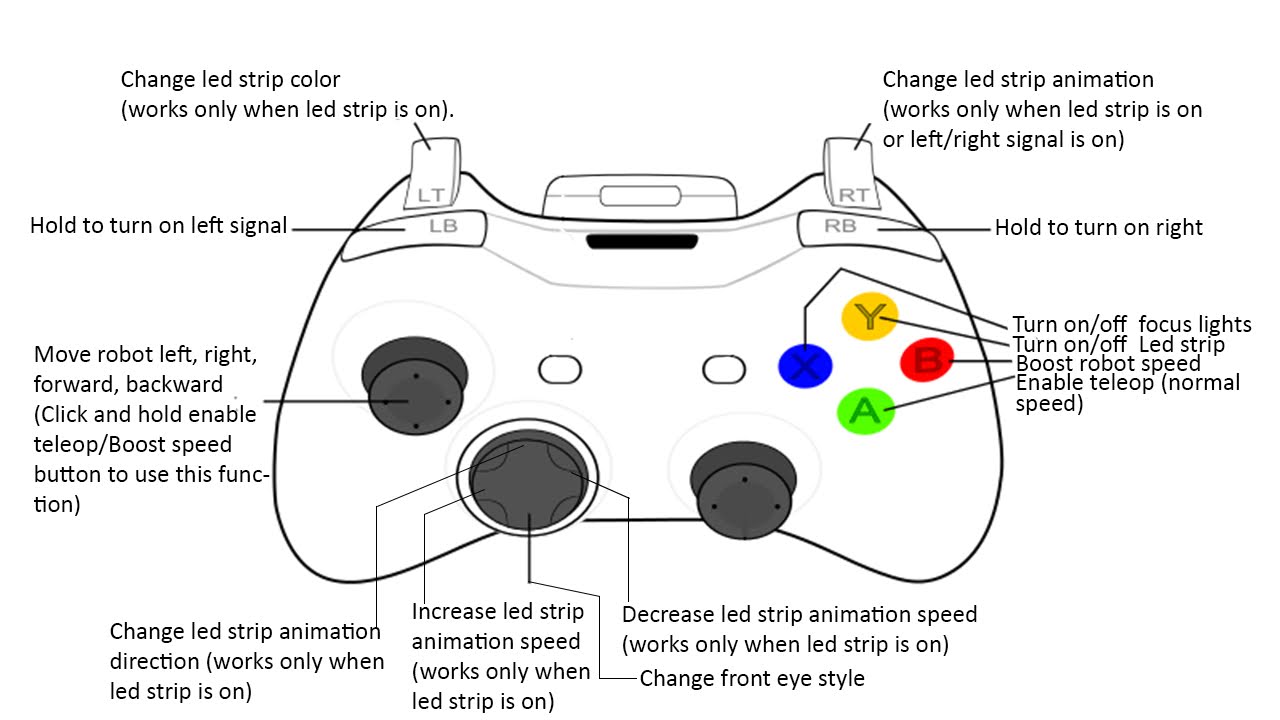 Change led strip color
(works only when led strip is on).
Change led strip animation
(works only when led strip is on
or left/right signal is on)
LT
RT
Hold to turn on left signal
LB
RB
Hold to turn on right
Y
X
B
A
Turn on/off focus lights
Turn on/off Led strip
Boost robot speed
Enable teleop (normal
speed)
Move robot left, right,
forward, backward
(Click and hold enable
teleop/Boost speed
button to use this func-
tion)
Change led strip animation
direction (works only when
led strip is on)
Increase led strip
animation speed
(works only when
led strip is on)
Decrease led strip animation speed
(works only when led strip is on)
Change front eye style